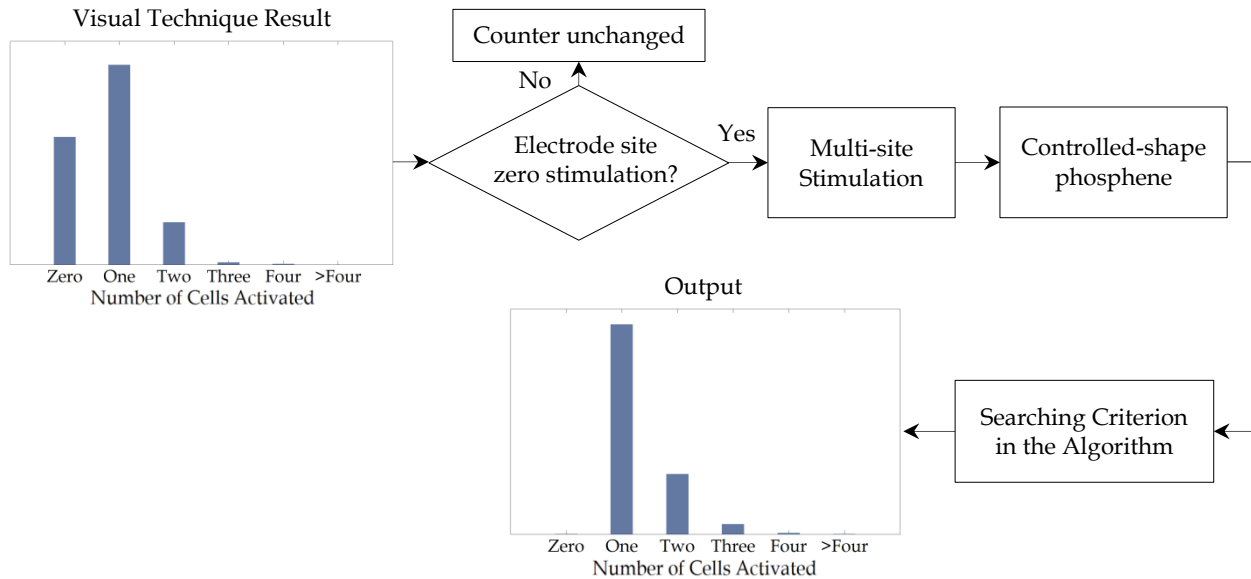 Visual Technique Result
Zero One Two Three Four >Four
Number of Cells Activated
Counter unchanged
No
Electrode site
zero stimulation?
Yes
Multi-site
Stimulation
Controlled-shape
phosphene
Searching Criterion
in the Algorithm
Output
Zero One Two Three Four >Four
Number of Cells Activated